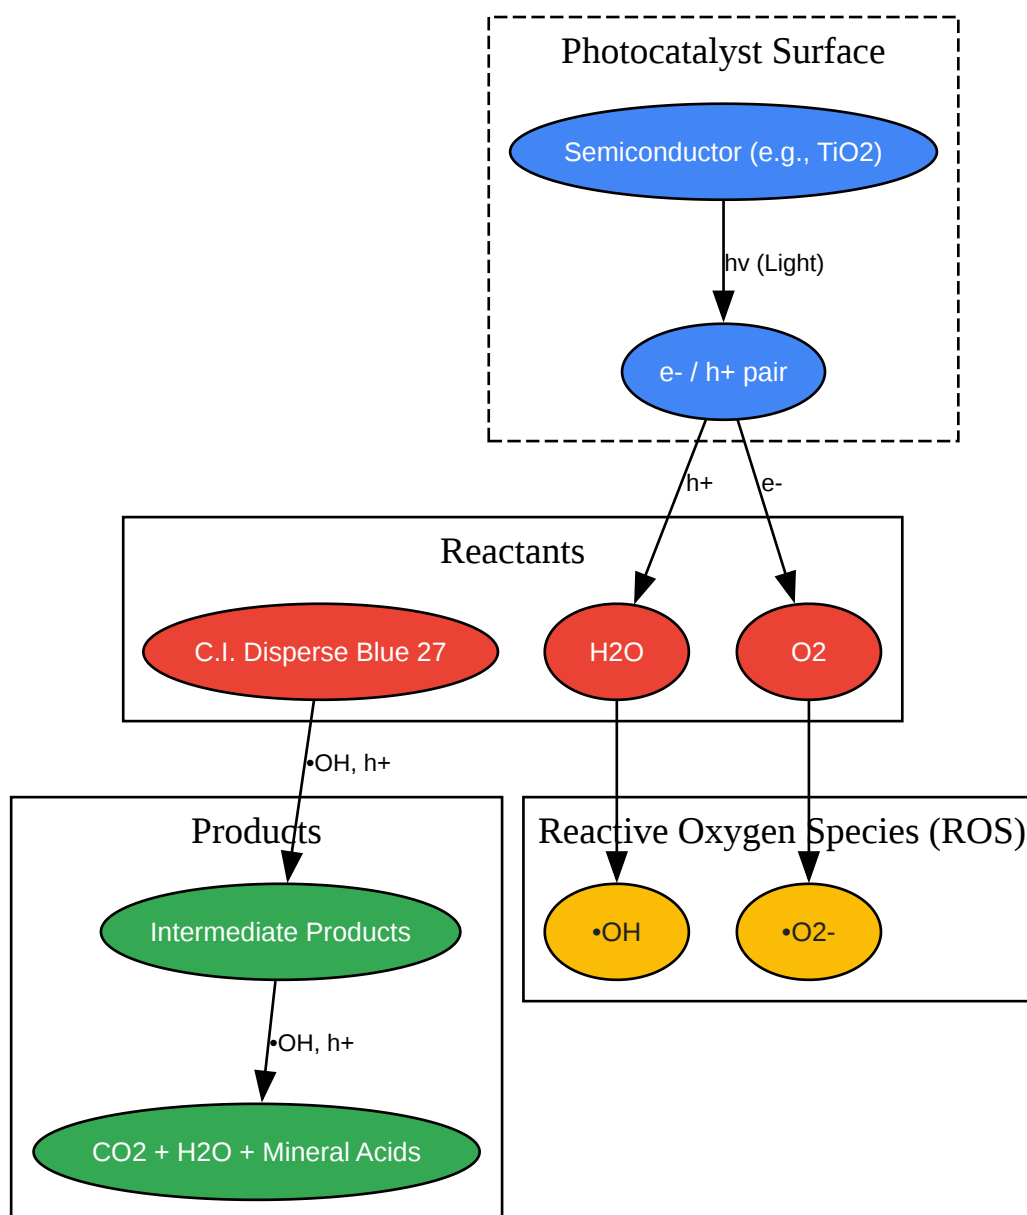 Photocatalyst Surface
Semiconductor (e.g., TiO2)
hv (Light)
e- / h+ pair
h+
e-
Reactants
C.I. Disperse Blue 27
H2O
O2
•OH, h+
Products
Reactive Oxygen Species (ROS)
Intermediate Products
•OH
•O2-
•OH, h+
CO2 + H2O + Mineral Acids